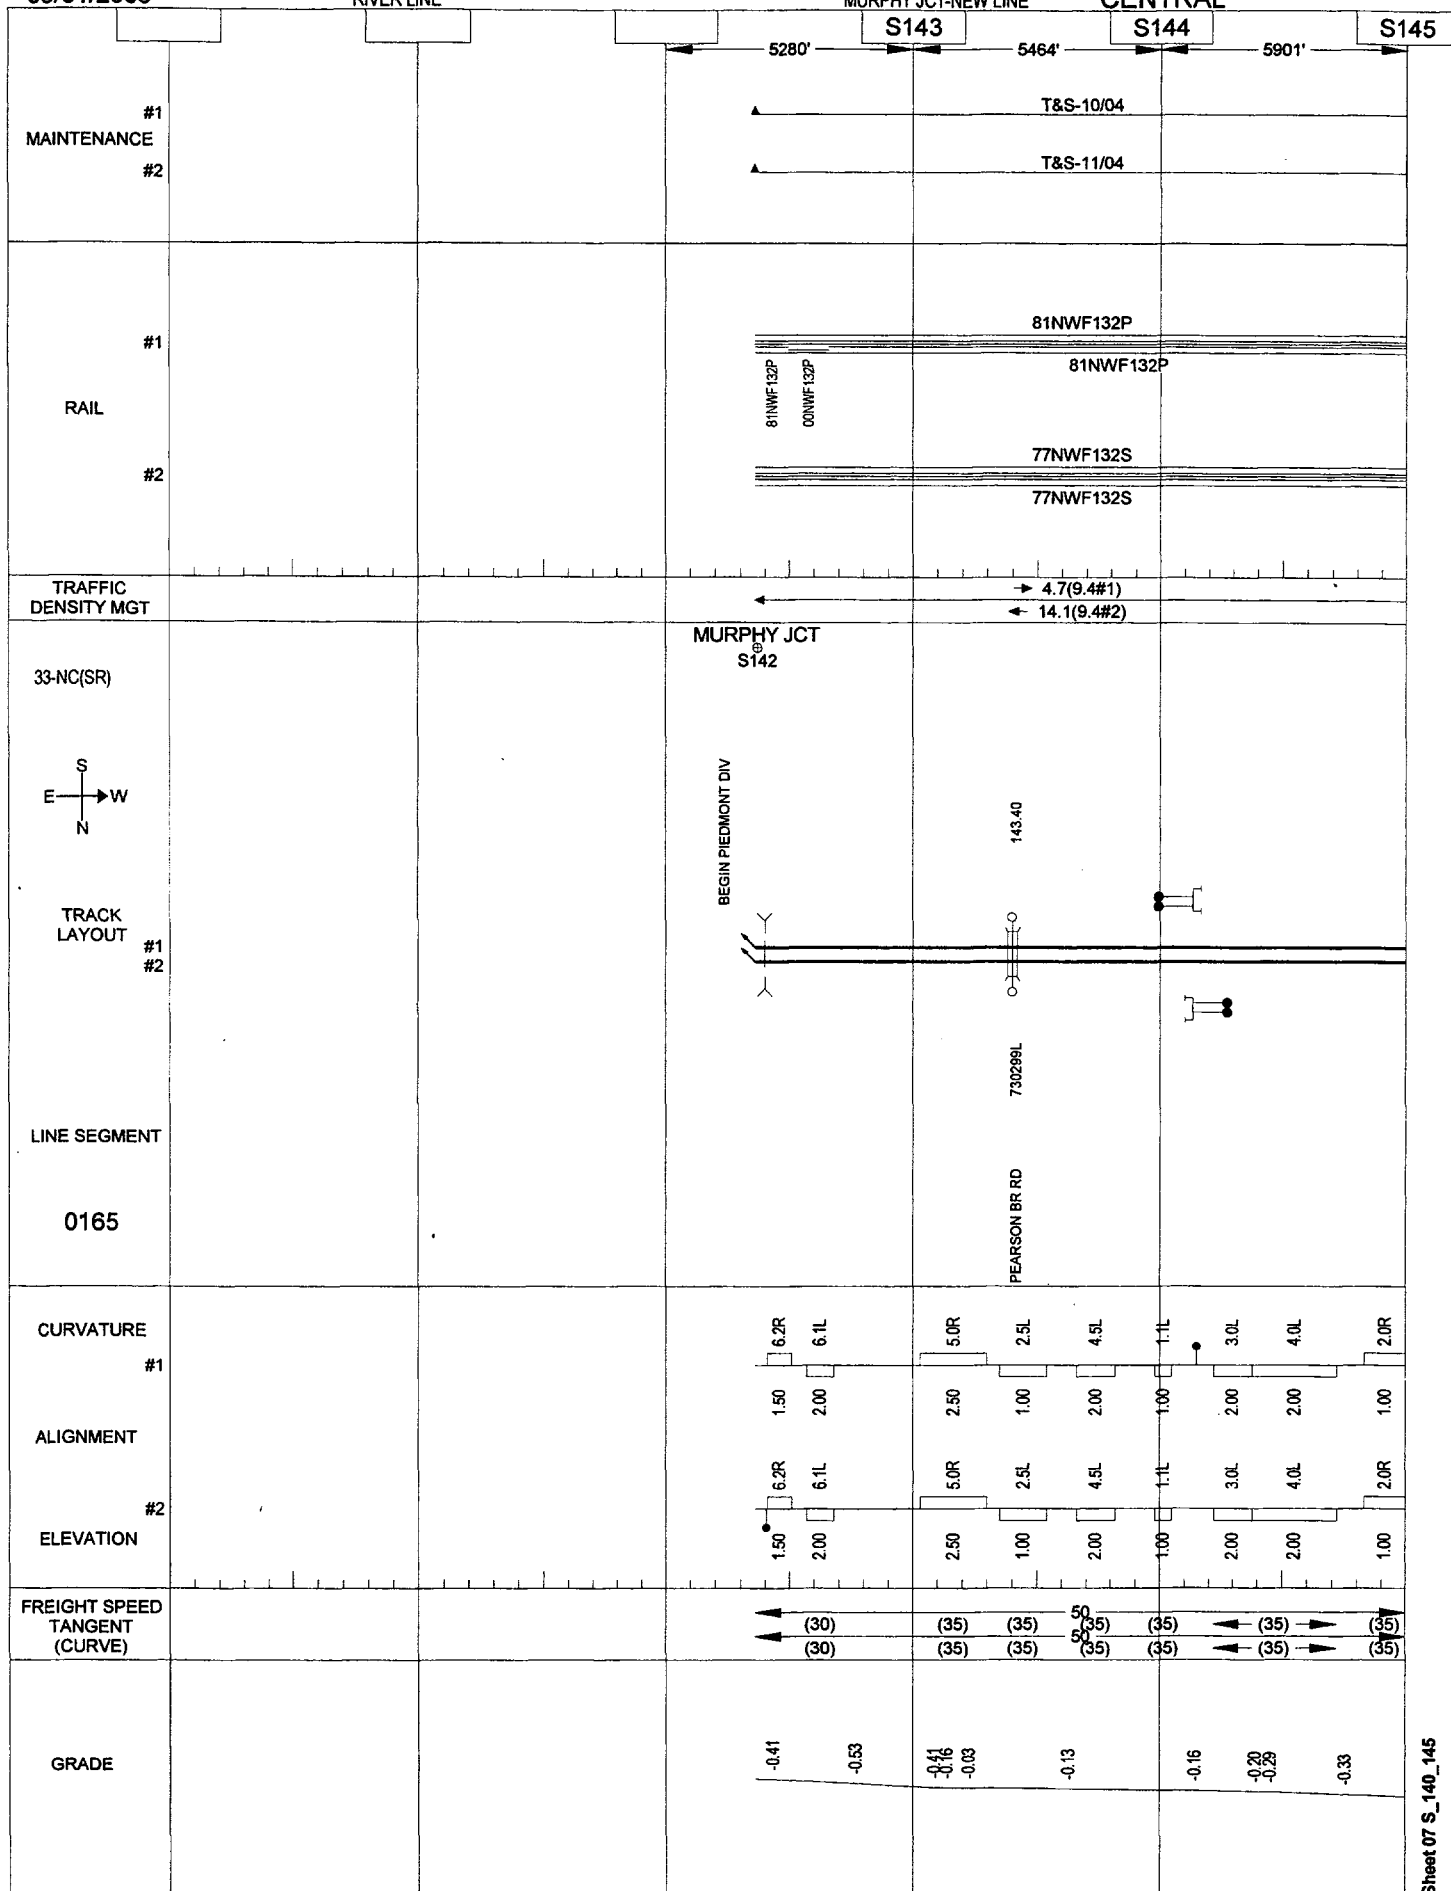 RIVER LINE
MURPHY JCT-NEW LINE
CENTRAL
S143
S144
S145
5280'
5464'
5901'
#1
T&S-10/04
MAINTENANCE
#2
T&S-11/04
81NWF132P
#1
81NWF132P
81NWF132P
00NWF132P
RAIL
77NWF132S
#2
77NWF132S
TRAFFIC
DENSITY MGT
4.7(9.4#1)
14.1(9.4#2)
MURPHY JCT
S142
33-NC(SR)
S
E W
N
BEGIN PIEDMONT DIV
143.40
TRACK
LAYOUT
#1
#2
730299L
LINE SEGMENT
PEARSON BR RD
0165
CURVATURE
6.2R 6.1L 5.0R 2.5L 4.5L 1.1L 3.0L 4.0L 2.0R
#1
1.50 2.00 2.50 1.00 2.00 1.00 2.00 2.00 1.00
ALIGNMENT
6.2R 6.1L 5.0R 2.5L 4.5L 1.1L 3.0L 4.0L 2.0R
#2
ELEVATION
1.50 2.00 2.50 1.00 2.00 1.00 2.00 2.00 1.00
FREIGHT SPEED
TANGENT
(CURVE)
50
(30) (35) (35) (35) (35) (35) (35)
50
(30) (35) (35) (35) (35) (35) (35)
GRADE
-0.41 -0.53 -0.41 -0.16 -0.03 -0.13 -0.16 -0.20 -0.29 -0.33
Sheet 07 S_140_145